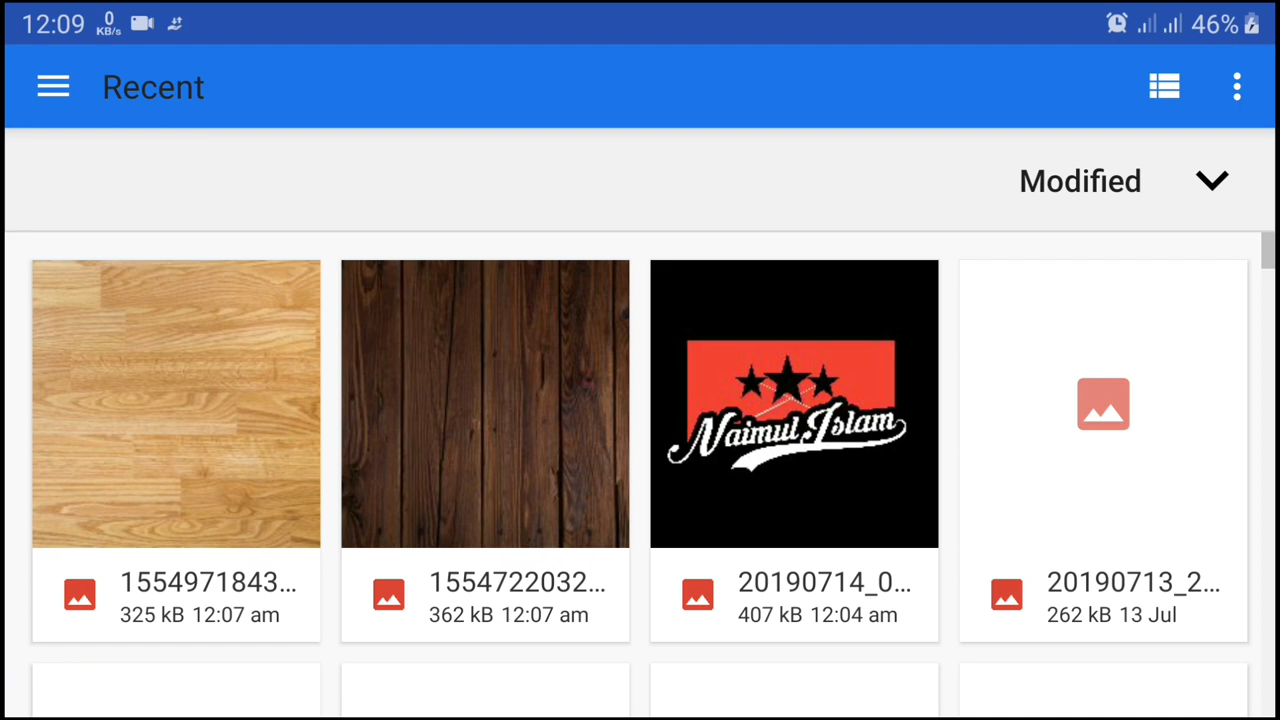 12:09 0 KB/s 46%
Recent
Modified
Naimul Islam
1554971843...
325 kB 12:07 am
1554722032...
362 kB 12:07 am
20190714_0...
407 kB 12:04 am
20190713_2...
262 kB 13 Jul